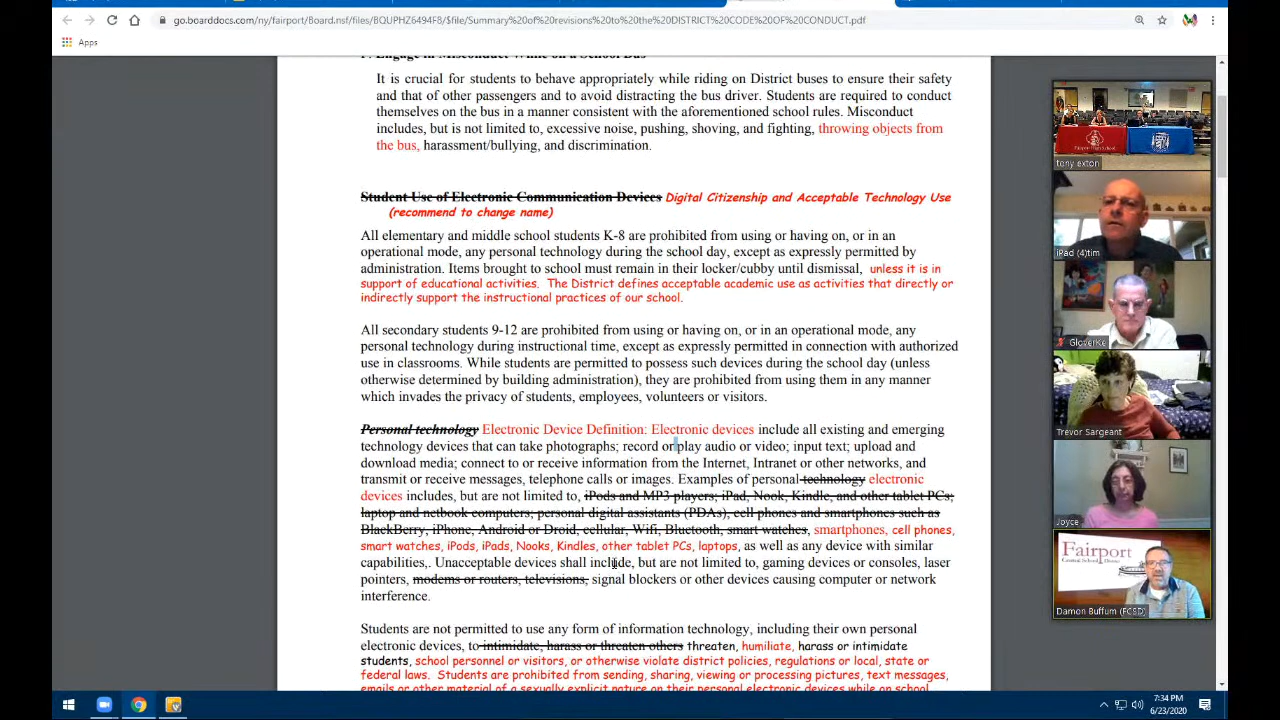 go.boarddocs.com/ny/fairport/Board.nsf/files/BQUPHZ6494F8/$file/Summary%20of%20revisions%20to%20the%20DISTRICT%20CODE%20OF%20CONDUCT.pdf
Apps
F. Engage in Misconduct While on a School Bus
It is crucial for students to behave appropriately while riding on District buses to ensure their safety
and that of other passengers and to avoid distracting the bus driver. Students are required to conduct
themselves on the bus in a manner consistent with the aforementioned school rules. Misconduct
includes, but is not limited to, excessive noise, pushing, shoving, and fighting, throwing objects from
the bus, harassment/bullying, and discrimination.
Student Use of Electronic Communication Devices Digital Citizenship and Acceptable Technology Use
(recommend to change name)
All elementary and middle school students K-8 are prohibited from using or having on, or in an
operational mode, any personal technology during the school day, except as expressly permitted by
administration. Items brought to school must remain in their locker/cubby until dismissal, unless it is in
support of educational activities. The District defines acceptable academic use as activities that directly or
indirectly support the instructional practices of our school.
All secondary students 9-12 are prohibited from using or having on, or in an operational mode, any
personal technology during instructional time, except as expressly permitted in connection with authorized
use in classrooms. While students are permitted to possess such devices during the school day (unless
otherwise determined by building administration), they are prohibited from using them in any manner
which invades the privacy of students, employees, volunteers or visitors.
Personal technology Electronic Device Definition: Electronic devices include all existing and emerging
technology devices that can take photographs; record or play audio or video; input text; upload and
download media; connect to or receive information from the Internet, Intranet or other networks, and
transmit or receive messages, telephone calls or images. Examples of personal technology electronic
devices includes, but are not limited to, iPods and MP3 players; iPad, Nook, Kindle, and other tablet PCs;
laptop and netbook computers; personal digital assistants (PDAs), cell phones and smartphones such as
BlackBerry, iPhone, Android or Droid, cellular, Wifi, Bluetooth, smart watches, smartphones, cell phones,
smart watches, iPods, iPads, Nooks, Kindles, other tablet PCs, laptops, as well as any device with similar
capabilities,. Unacceptable devices shall include, but are not limited to, gaming devices or consoles, laser
pointers, modems or routers, televisions, signal blockers or other devices causing computer or network
interference.
Students are not permitted to use any form of information technology, including their own personal
electronic devices, to intimidate, harass or threaten others threaten, humiliate, harass or intimidate
students, school personnel or visitors, or otherwise violate district policies, regulations or local, state or
federal laws. Students are prohibited from sending, sharing, viewing or processing pictures, text messages,
emails or other material of a sexually explicit nature on their personal electronic devices while on school
tony exton
iPad (4)tim
GloverKe
Trevor Sargeant
Joyce
Fairport
Damon Buffum (FCSD)
7:34 PM
6/23/2020